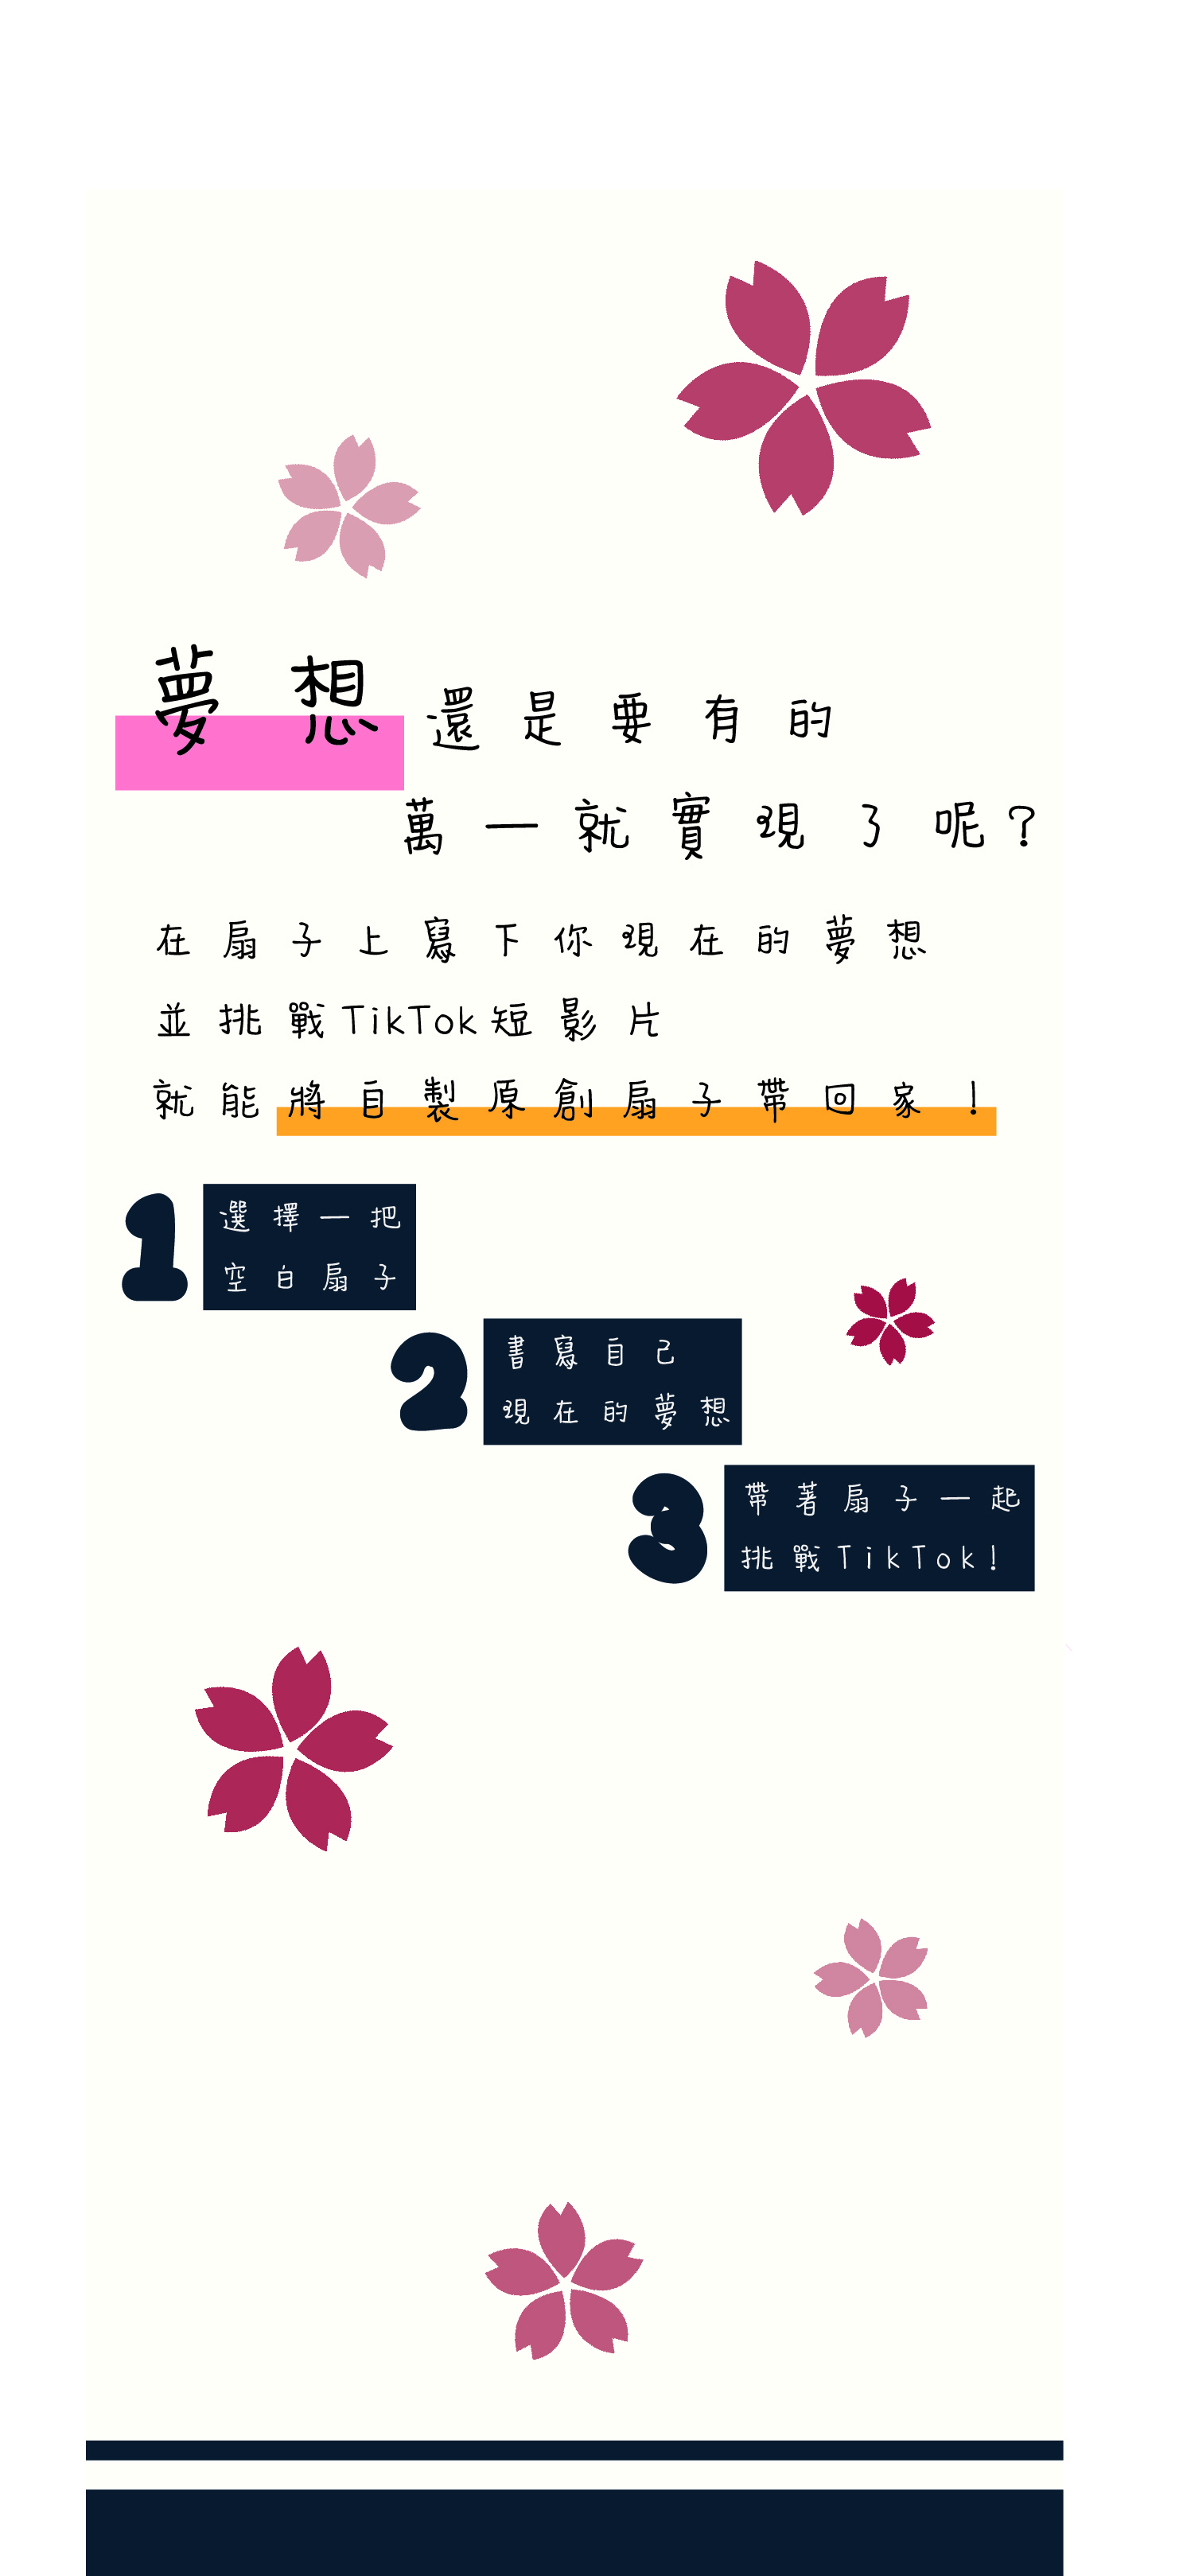 夢想還是要有的
萬一就實現了呢?
在扇子上寫下你現在的夢想
並挑戰TikTok短影片
就能將自製原創扇子帶回家!
1
選擇一把
空白扇子
2
書寫自己
現在的夢想
3
帶著扇子一起
挑戰TikTok!